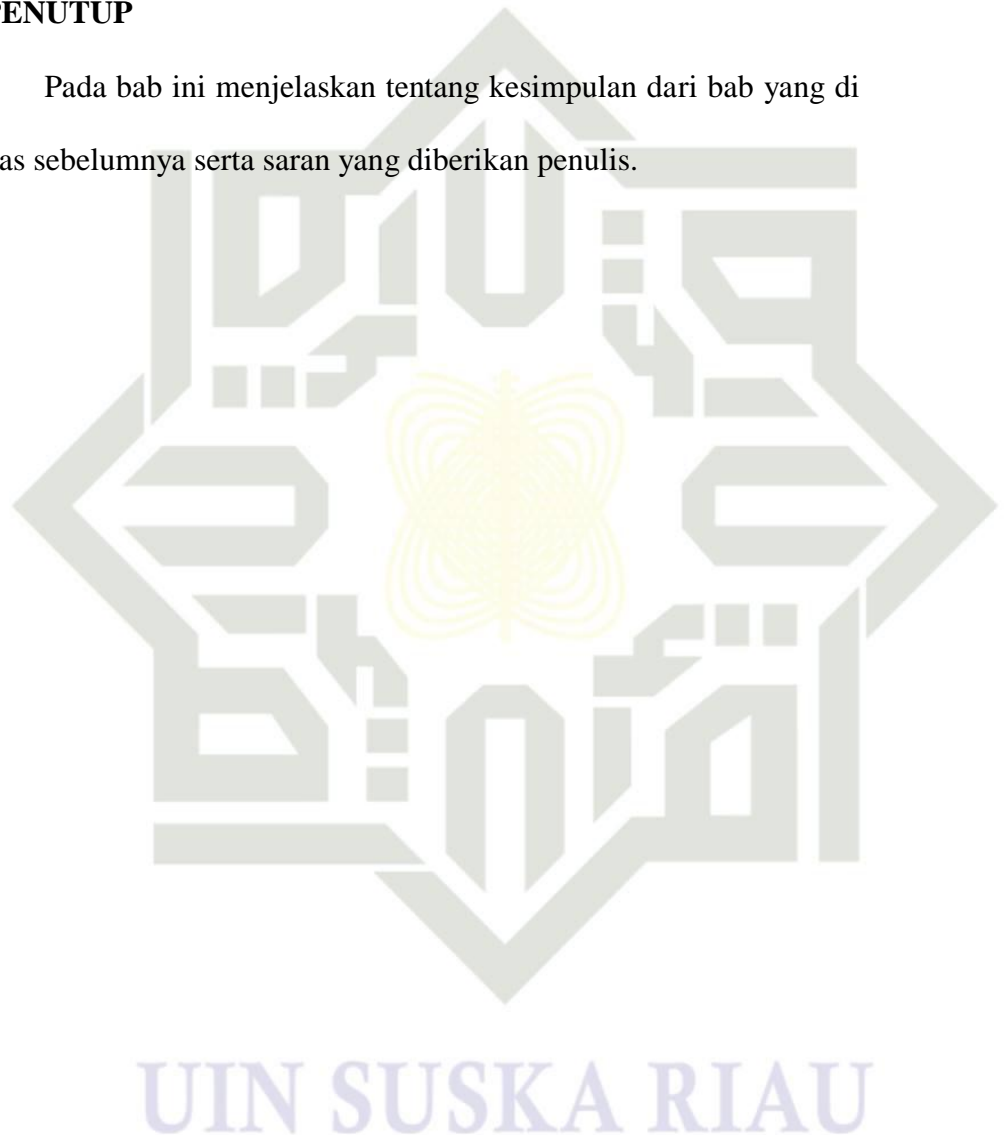 PENUTUP
Pada bab ini menjelaskan tentang kesimpulan dari bab yang di
as sebelumnya serta saran yang diberikan penulis.
UIN SUSKA RIAU